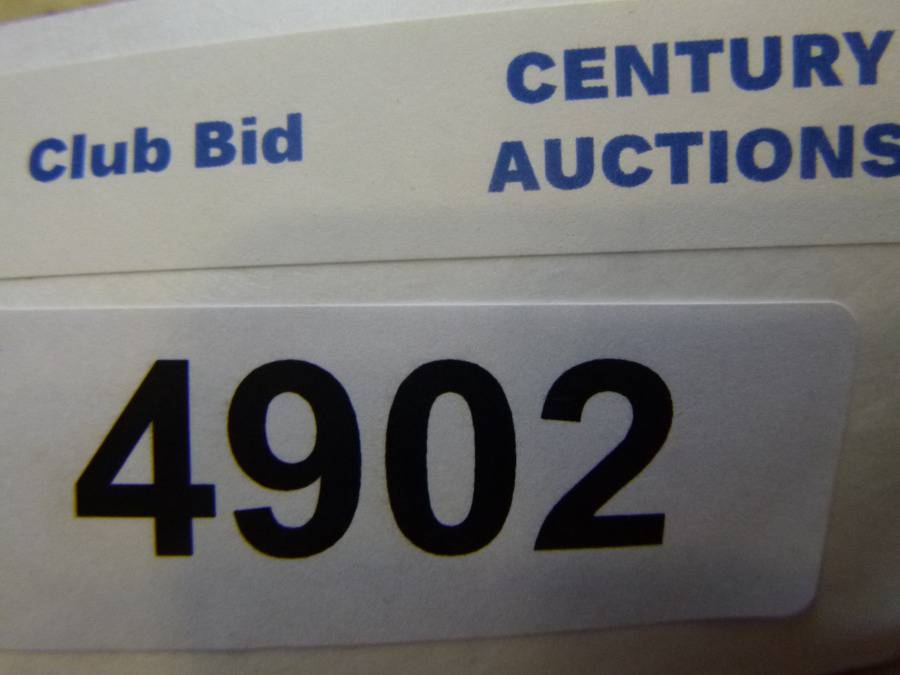 Club Bid
CENTURY
AUCTIONS
4902